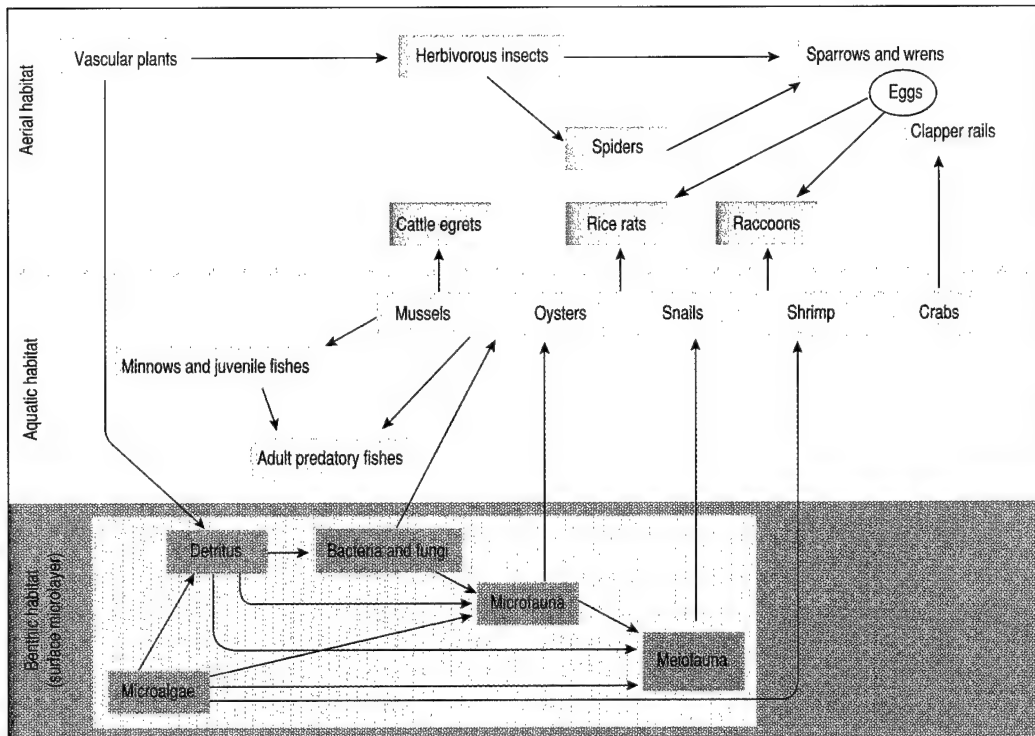 Aerial habitat
Vascular plants
Herbivorous insects
Sparrows and wrens
Eggs
Clapper rails
Spiders
Cattle egrets
Rice rats
Raccoons
Aquatic habitat
Mussels
Oysters
Snails
Shrimp
Crabs
Minnows and juvenile fishes
Adult predatory fishes
Benthic habitat
(surface microlayer)
Detritus
Bacteria and fungi
Microfauna
Meiofauna
Microalgae